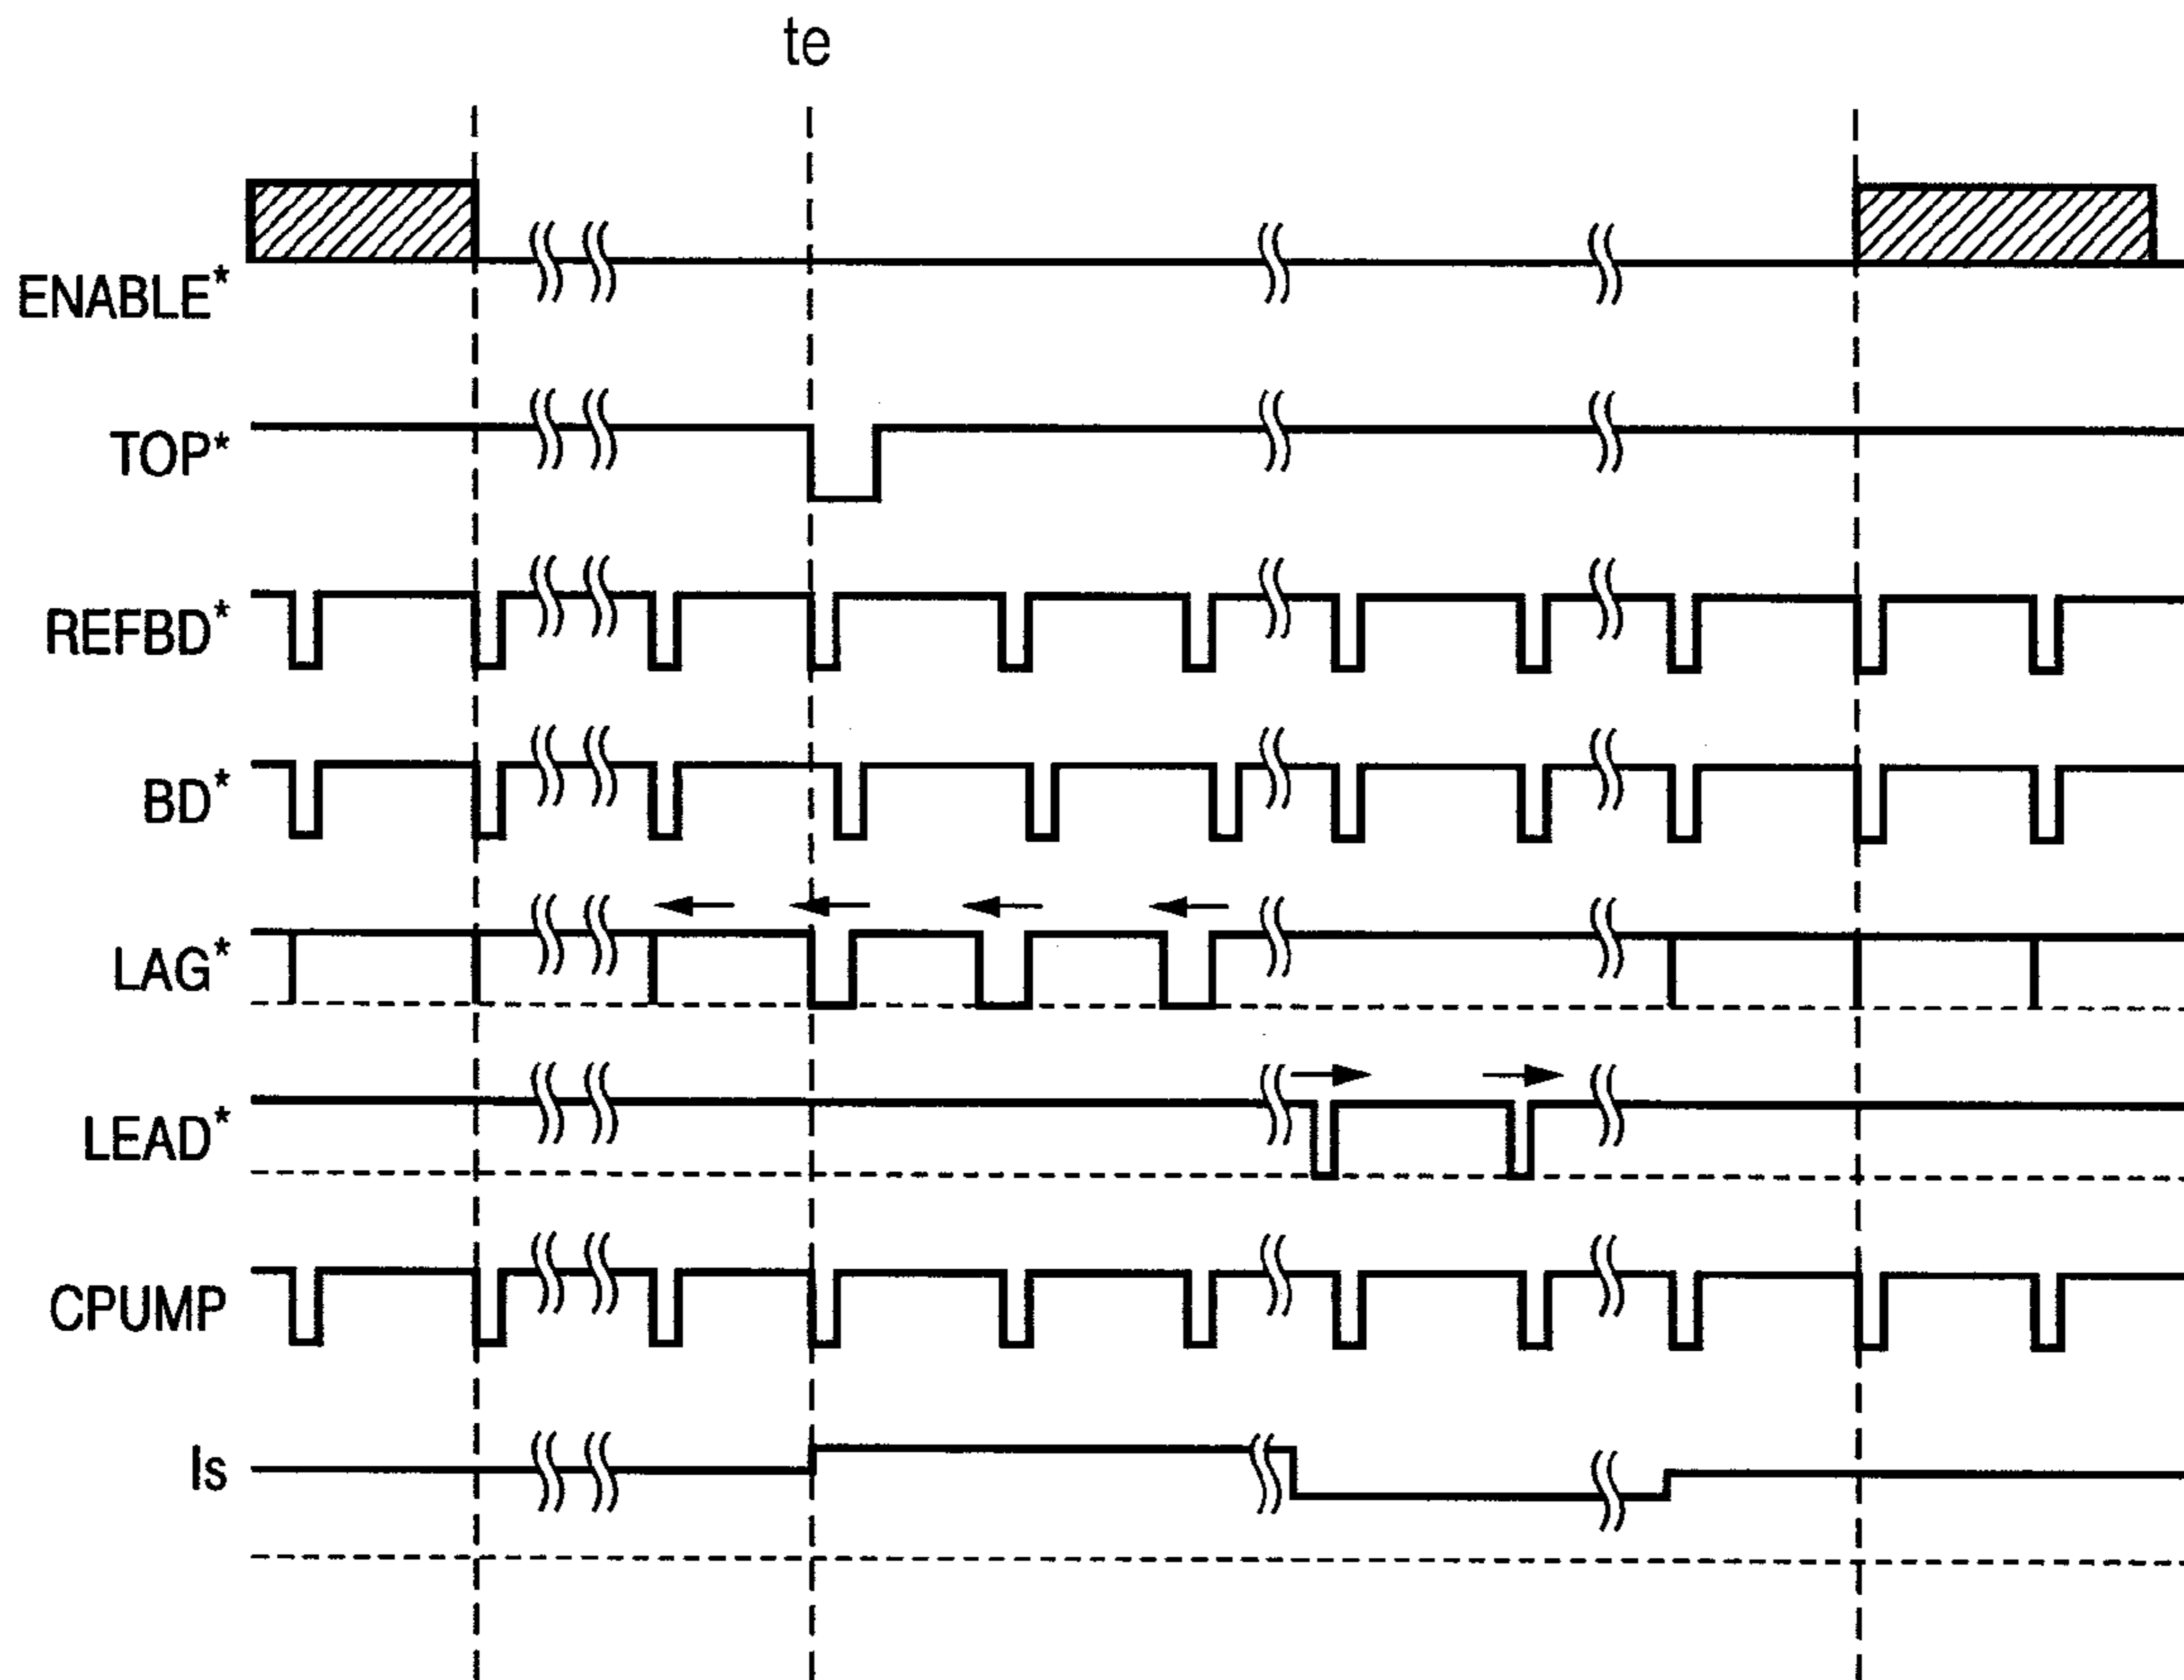 te
ENABLE*
TOP*
REFBD*
BD*
LAG*
LEAD*
CPUMP
Is